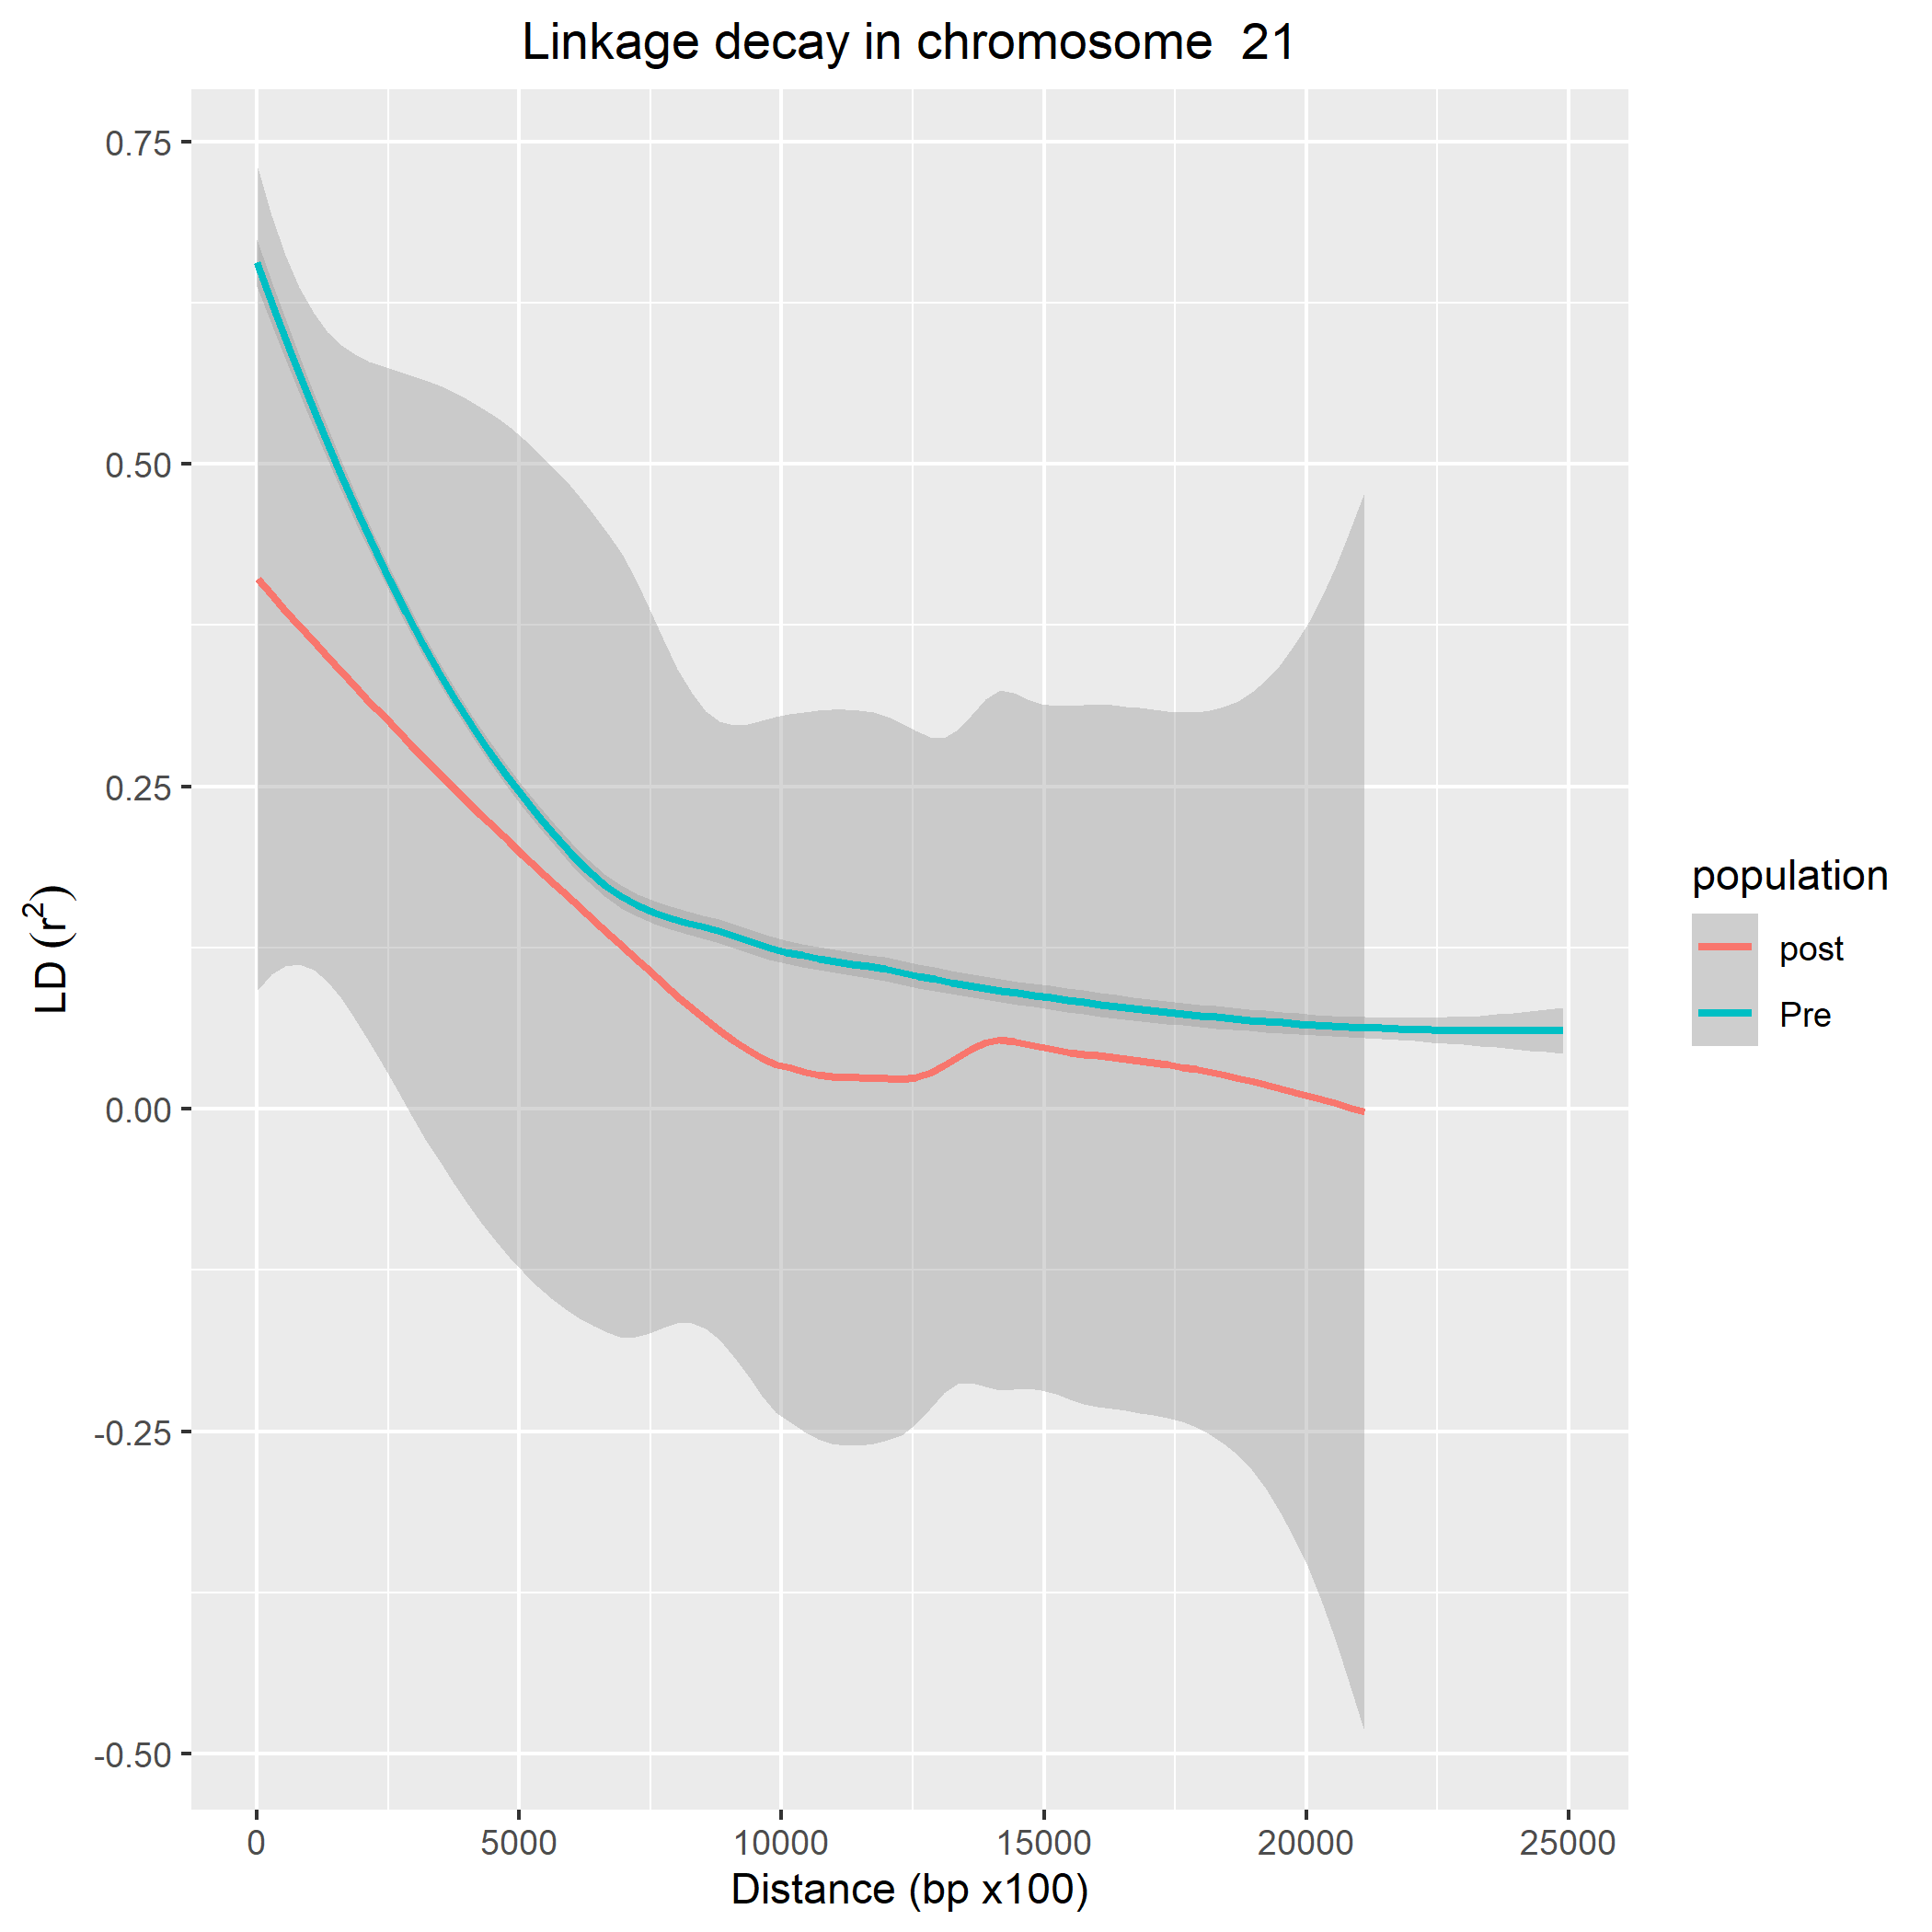 Linkage decay in chromosome  21
0.75
0.50
0.25
0.00
-0.25
-0.50
LD (r²)
0 5000 10000 15000 20000 25000
Distance (bp x100)
population
post
Pre